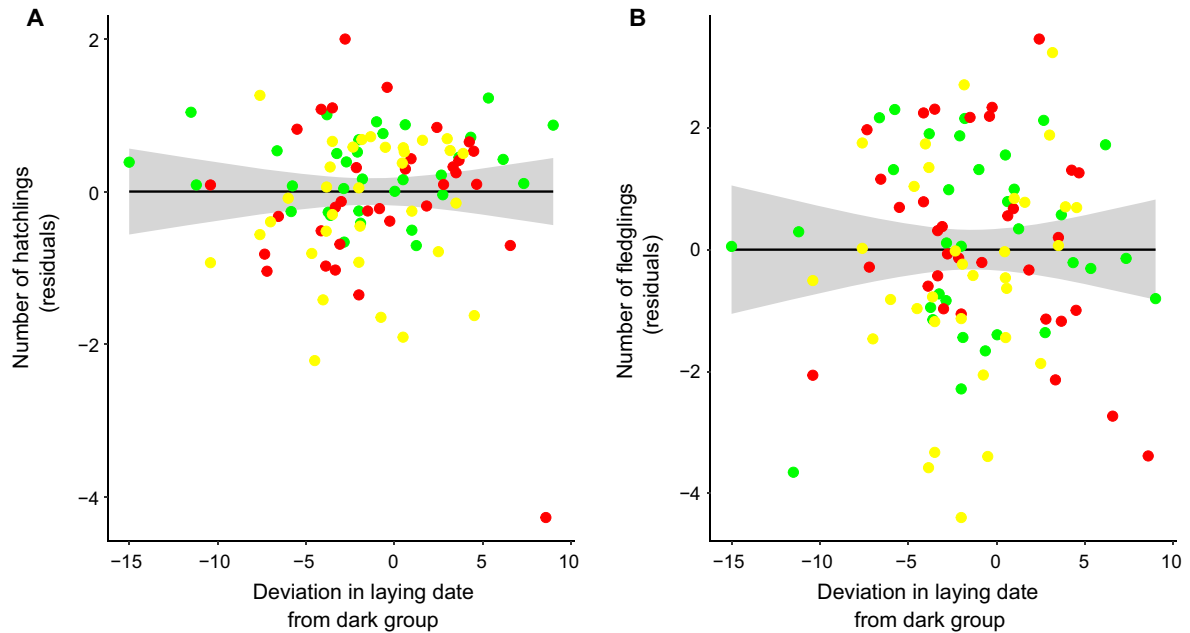 A
Number of hatchlings
(residuals)
2
0
−2
−4
−15
−10
−5
0
5
10
Deviation in laying date
from dark group
B
Number of fledglings
(residuals)
2
0
−2
−4
−15
−10
−5
0
5
10
Deviation in laying date
from dark group